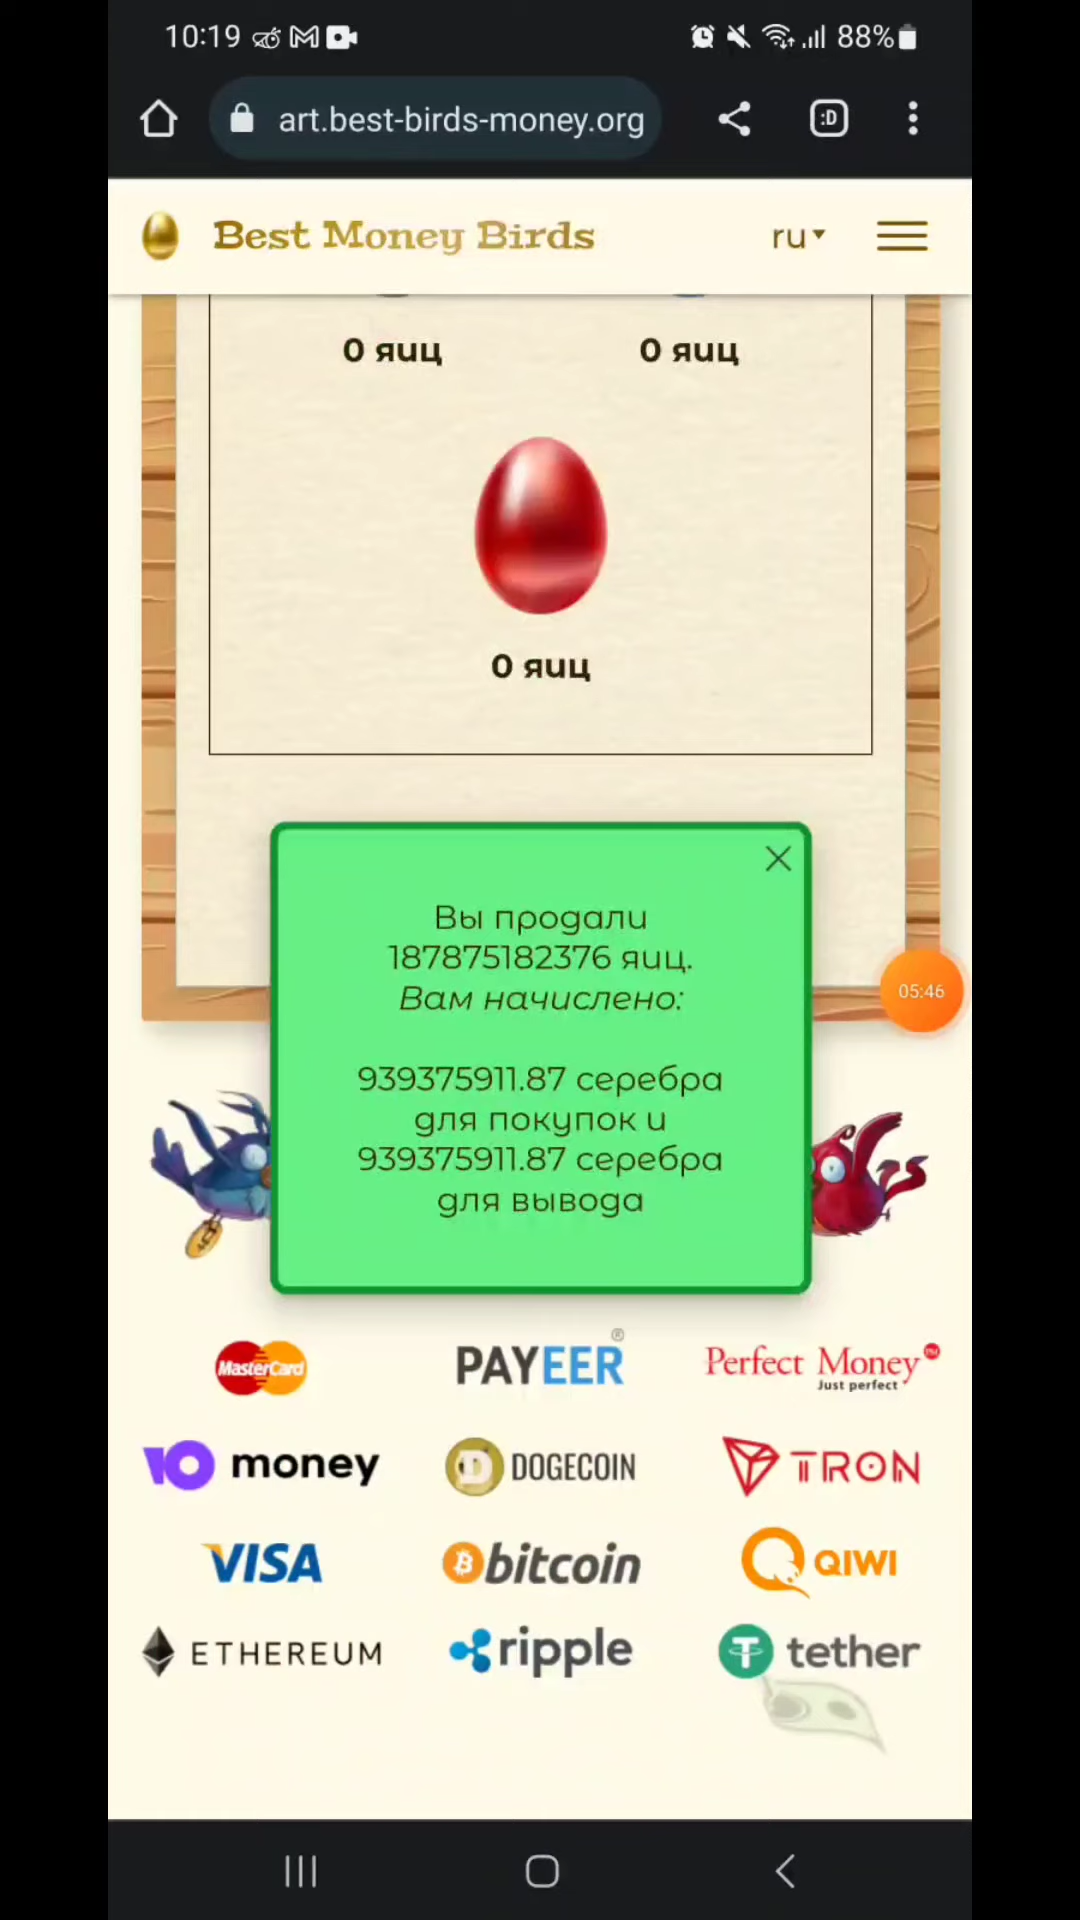 10:19
88%
art.best-birds-money.org
:D
Best Money Birds
ru
0 яиц
0 яиц
0 яиц
Вы продали
187875182376 яиц.
Вам начислено:
939375911.87 серебра
для покупок и
939375911.87 серебра
для вывода
05:46
MasterCard
PAYEER®
Perfect Money TM
Just perfect
Ю money
DOGECOIN
TRON
VISA
bitcoin
QIWI
ETHEREUM
ripple
tether